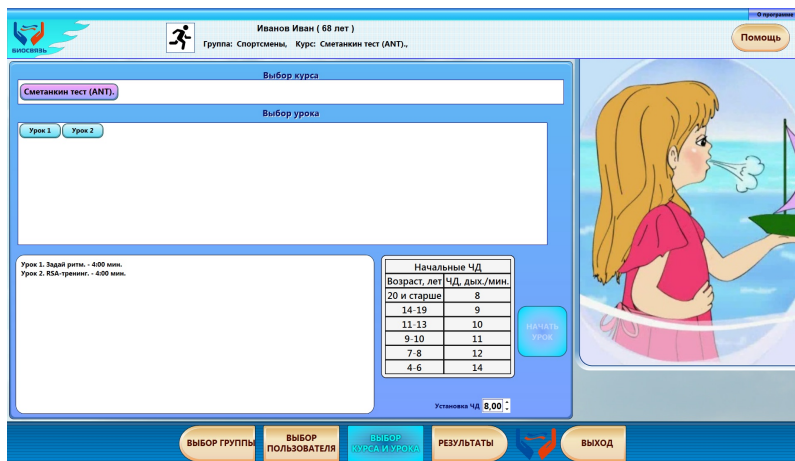 О программе
Иванов Иван ( 68 лет )
Группа: Спортсмены, Курс: Сметанкин тест (ANT).,
Помощь
БИОСВЯЗЬ
Выбор курса
Сметанкин тест (ANT).
Выбор урока
Урок 1 Урок 2
Урок 1. Задай ритм. - 4:00 мин.
Урок 2. RSA-тренинг. - 4:00 мин.
Начальные ЧД
Возраст, лет ЧД, дых./мин.
20 и старше 8
14-19 9
11-13 10
9-10 11
7-8 12
4-6 14
НАЧАТЬ
УРОК
Установка ЧД 8,00
ВЫБОР ГРУППЫ
ВЫБОР
ПОЛЬЗОВАТЕЛЯ
ВЫБОР
КУРСА И УРОКА
РЕЗУЛЬТАТЫ
ВЫХОД